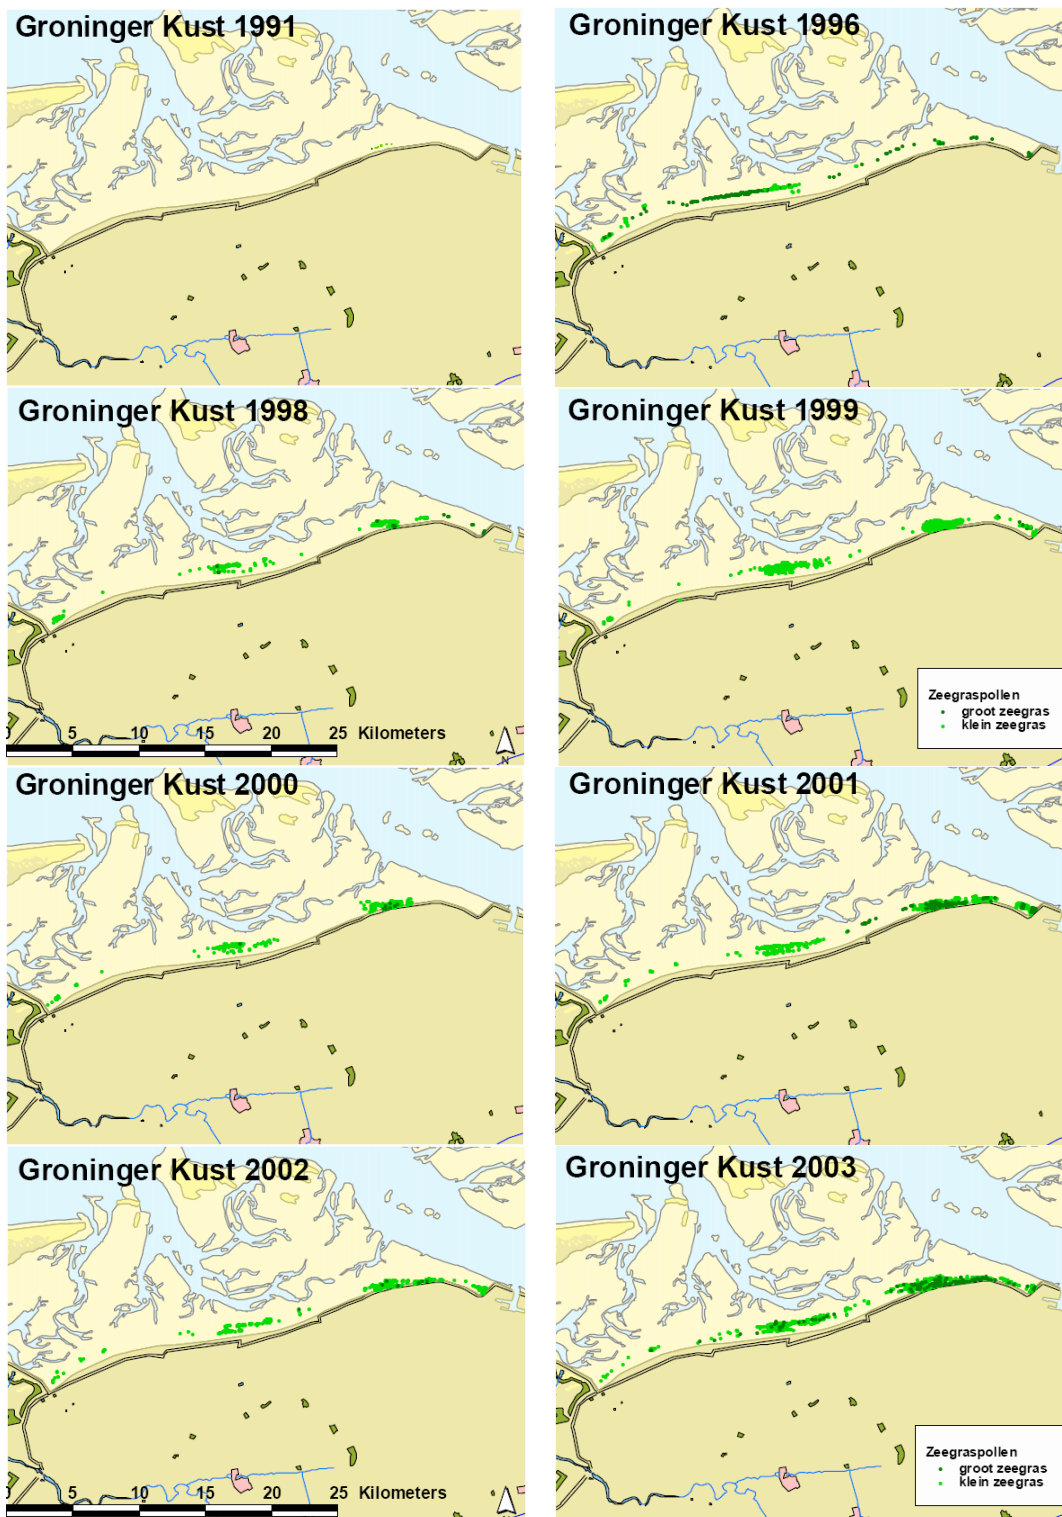 Groninger Kust 1991
Groninger Kust 1996
Groninger Kust 1998
Groninger Kust 1999
0 5 10 15 20 25 Kilometers
N
Zeegraspollen
groot zeegras
klein zeegras
Groninger Kust 2000
Groninger Kust 2001
Groninger Kust 2002
Groninger Kust 2003
0 5 10 15 20 25 Kilometers
Zeegraspollen
groot zeegras
klein zeegras